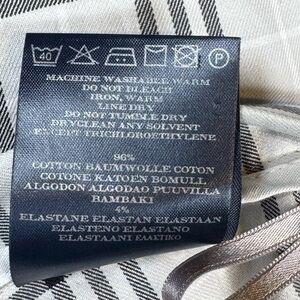 40 P
MACHINE WASHABLE WARM
DO NOT BLEACH
IRON, WARM
LINE DRY
DO NOT TUMBLE DRY
DRYCLEAN ANY SOLVENT
EXCEPT TRICHLOROETHYLENE
96%
COTTON BAUMWOLLE COTON
COTONE KATOEN BOMULL
ALGODON ALGODAO PUUVILLA
BAMBAKI
4%
ELASTANE ELASTAN ELASTAAN
ELASTENO ELASTANO
ELASTAANI ΕΛΑΣΤΙΚΟ